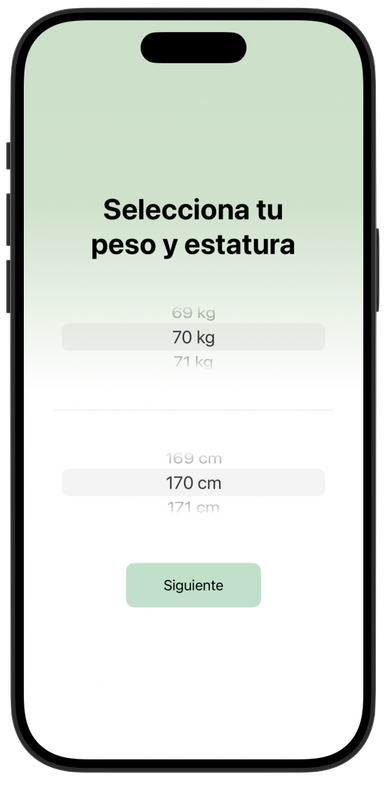 Selecciona tu
peso y estatura
69 kg
70 kg
71 kg
169 cm
170 cm
171 cm
Siguiente